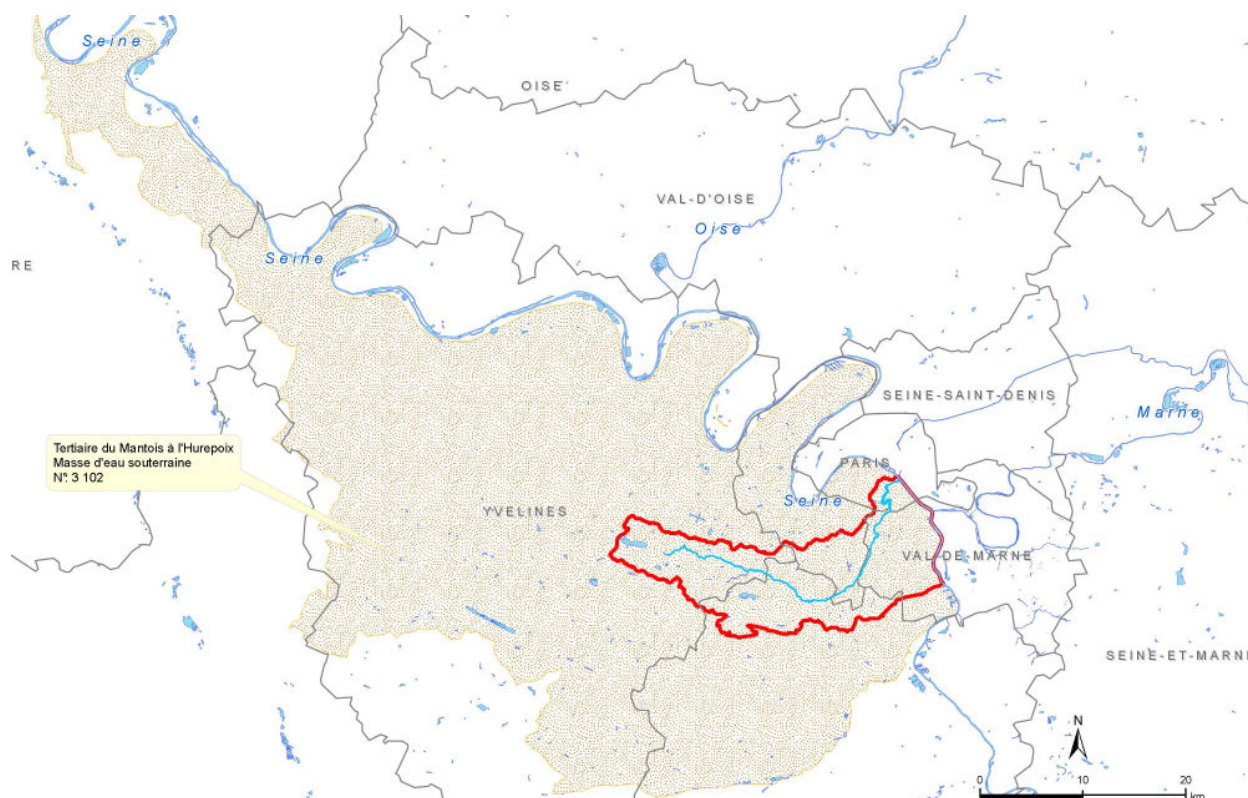 Seine
OISE
VAL-D'OISE
Oise
Seine
RE
SEINE-SAINT-DENIS
Marne
Tertiaire du Mantois à l'Hurepoix
Masse d'eau souterraine
N°: 3 102
PARIS
Seine
YVELINES
VAL-DE-MARNE
SEINE-ET-MARNE
N
0 10 20
km